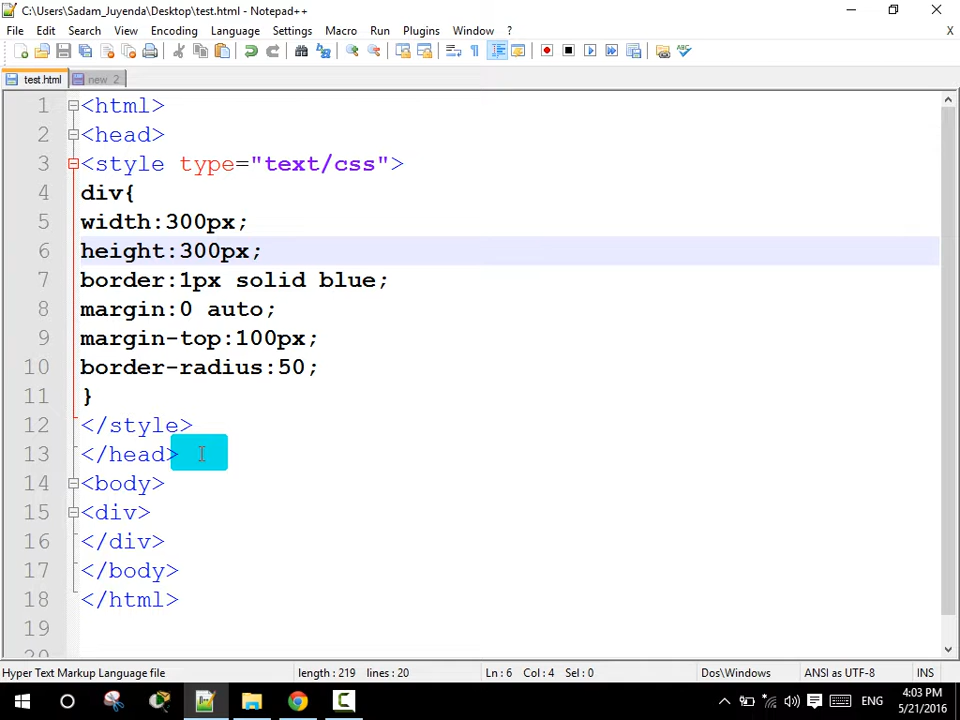 C:\Users\Sadam_Juyenda\Desktop\test.html - Notepad++
File Edit Search View Encoding Language Settings Macro Run Plugins Window ? X
test.html new_2
1 <html>
2 <head>
3 <style type="text/css">
4 div{
5 width:300px;
6 height:300px;
7 border:1px solid blue;
8 margin:0 auto;
9 margin-top:100px;
10 border-radius:50;
11 }
12 </style>
13 </head>
14 <body>
15 <div>
16 </div>
17 </body>
18 </html>
19
20
Hyper Text Markup Language file length : 219 lines : 20 Ln : 6 Col : 4 Sel : 0 Dos\Windows ANSI as UTF-8 INS
ENG 4:03 PM
5/21/2016